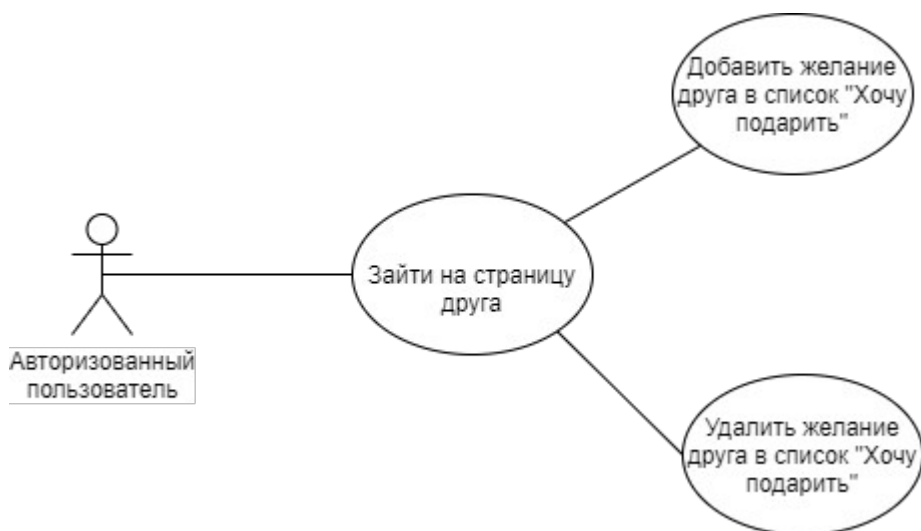 Добавить желание
друга в список "Хочу
подарить"
Зайти на страницу
друга
Авторизованный
пользователь
Удалить желание
друга в список "Хочу
подарить"